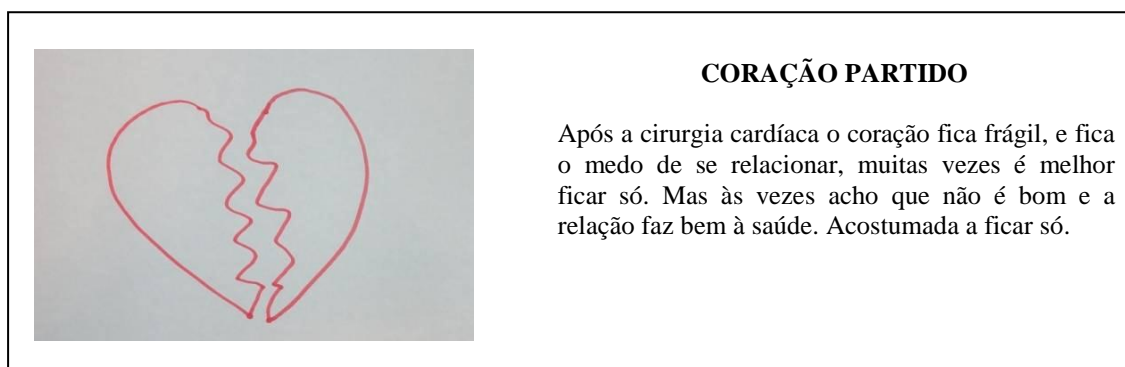 CORAÇÃO PARTIDO
Após a cirurgia cardíaca o coração fica frágil, e fica
o medo de se relacionar, muitas vezes é melhor
ficar só. Mas às vezes acho que não é bom e a
relação faz bem à saúde. Acostumada a ficar só.